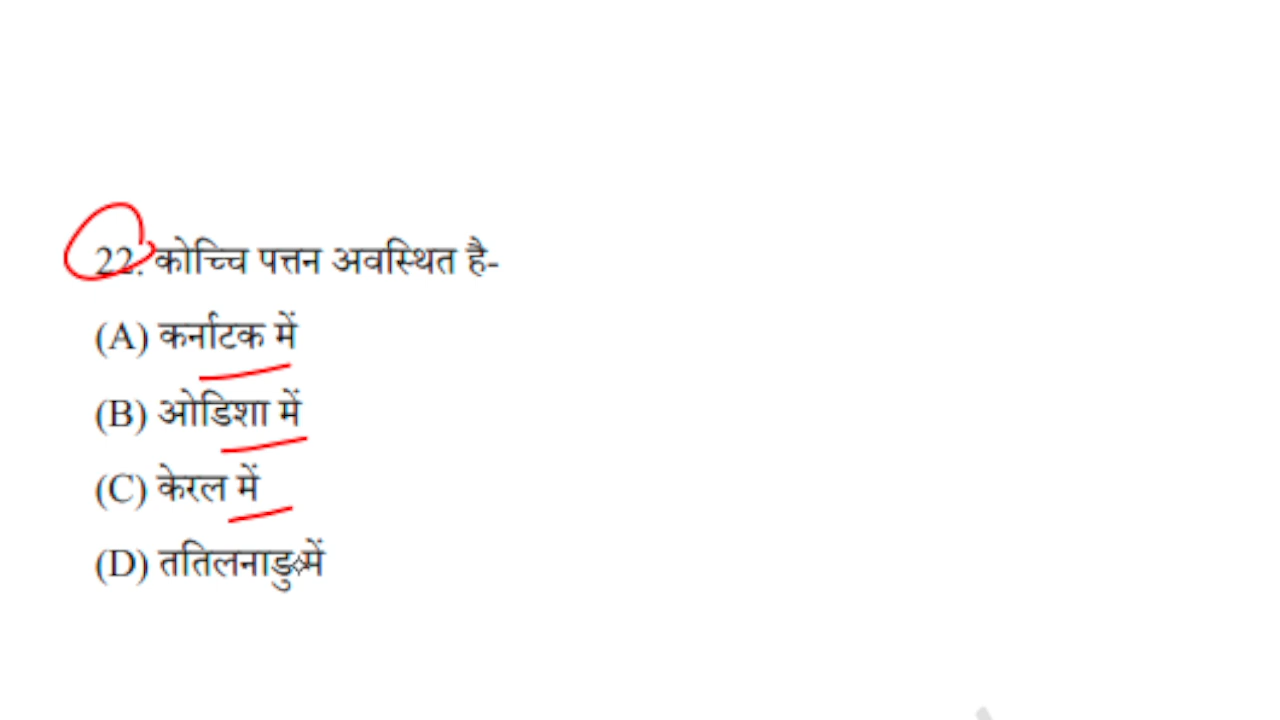 22. कोच्चि पत्तन अवस्थित है-
(A) कर्नाटक में
(B) ओडिशा में
(C) केरल में
(D) ततिलनाडु में